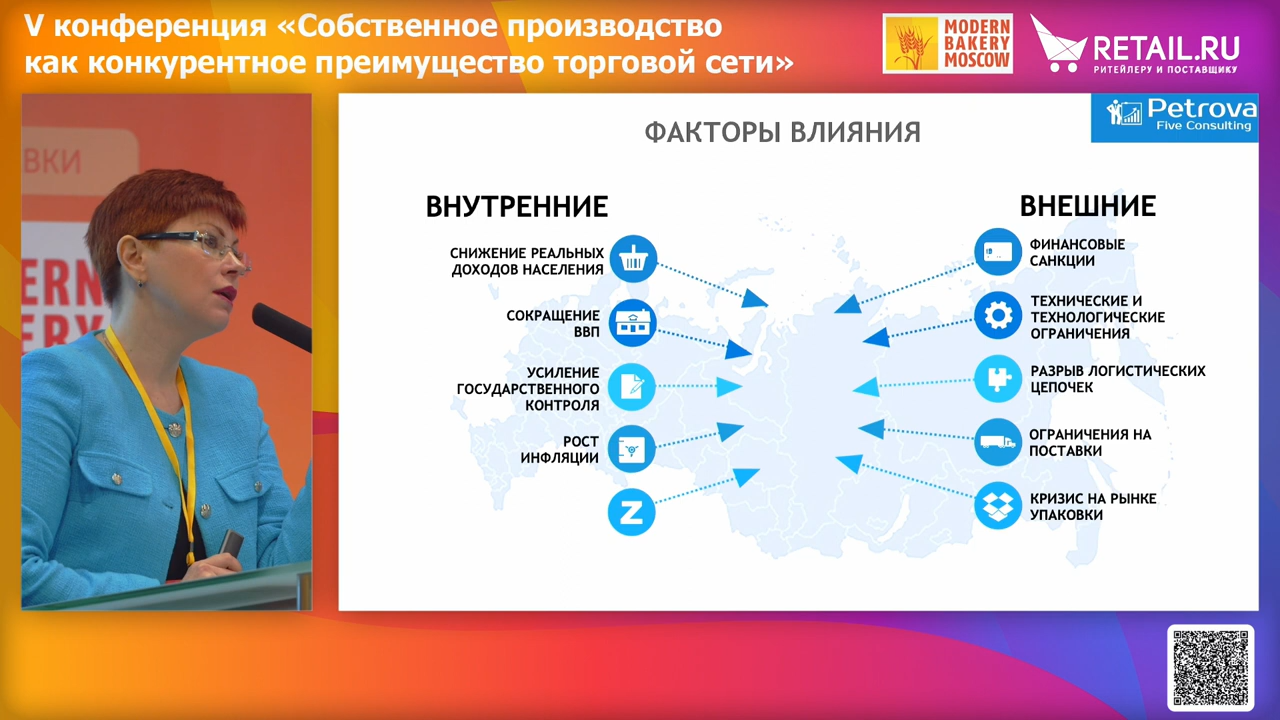 V конференция «Собственное производство
как конкурентное преимущество торговой сети»
MODERN
BAKERY
MOSCOW
RETAIL.RU
РИТЕЙЛЕРУ И ПОСТАВЩИКУ
ВКИ
ERN
ERY
Petrova
Five Consulting
ФАКТОРЫ ВЛИЯНИЯ
ВНУТРЕННИЕ
СНИЖЕНИЕ РЕАЛЬНЫХ
ДОХОДОВ НАСЕЛЕНИЯ
СОКРАЩЕНИЕ
ВВП
УСИЛЕНИЕ
ГОСУДАРСТВЕННОГО
КОНТРОЛЯ
РОСТ
ИНФЛЯЦИИ
Z
ВНЕШНИЕ
ФИНАНСОВЫЕ
САНКЦИИ
ТЕХНИЧЕСКИЕ И
ТЕХНОЛОГИЧЕСКИЕ
ОГРАНИЧЕНИЯ
РАЗРЫВ ЛОГИСТИЧЕСКИХ
ЦЕПОЧЕК
ОГРАНИЧЕНИЯ НА
ПОСТАВКИ
КРИЗИС НА РЫНКЕ
УПАКОВКИ